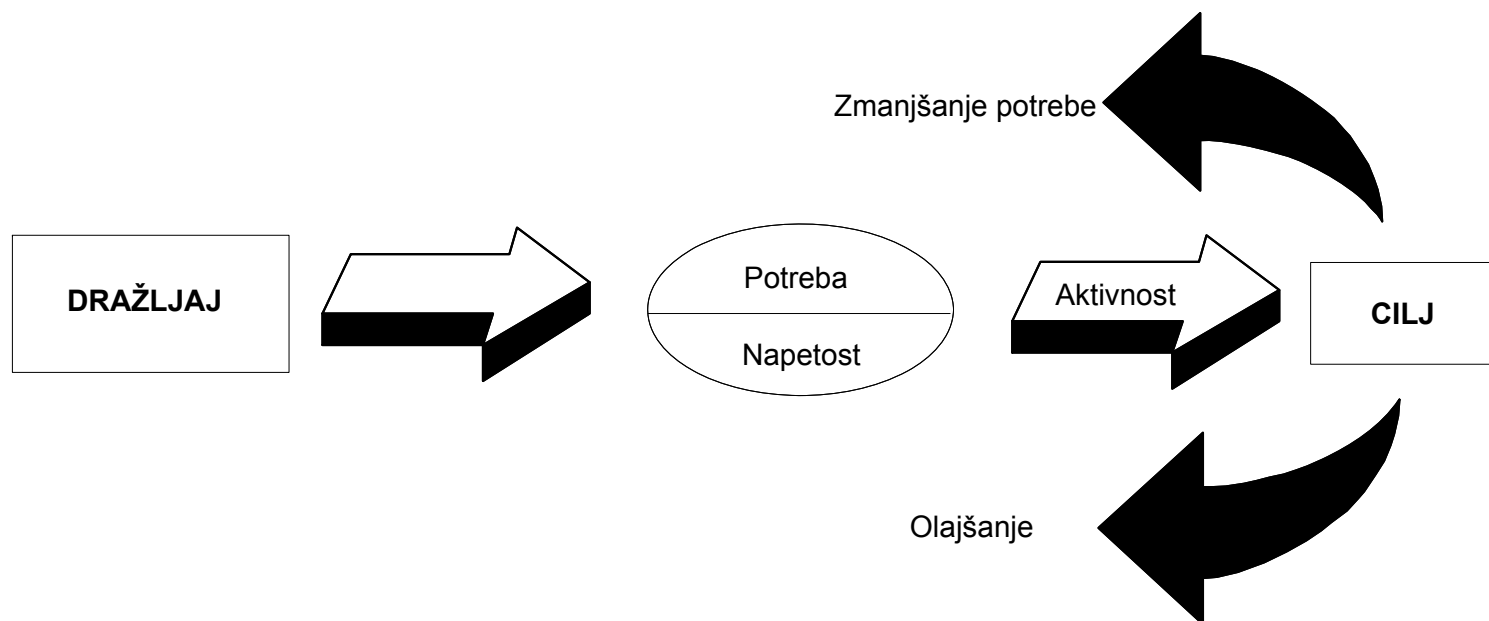 Zmanjšanje potrebe
DRAŽLJAJ
Potreba
Napetost
Aktivnost
CILJ
Olajšanje